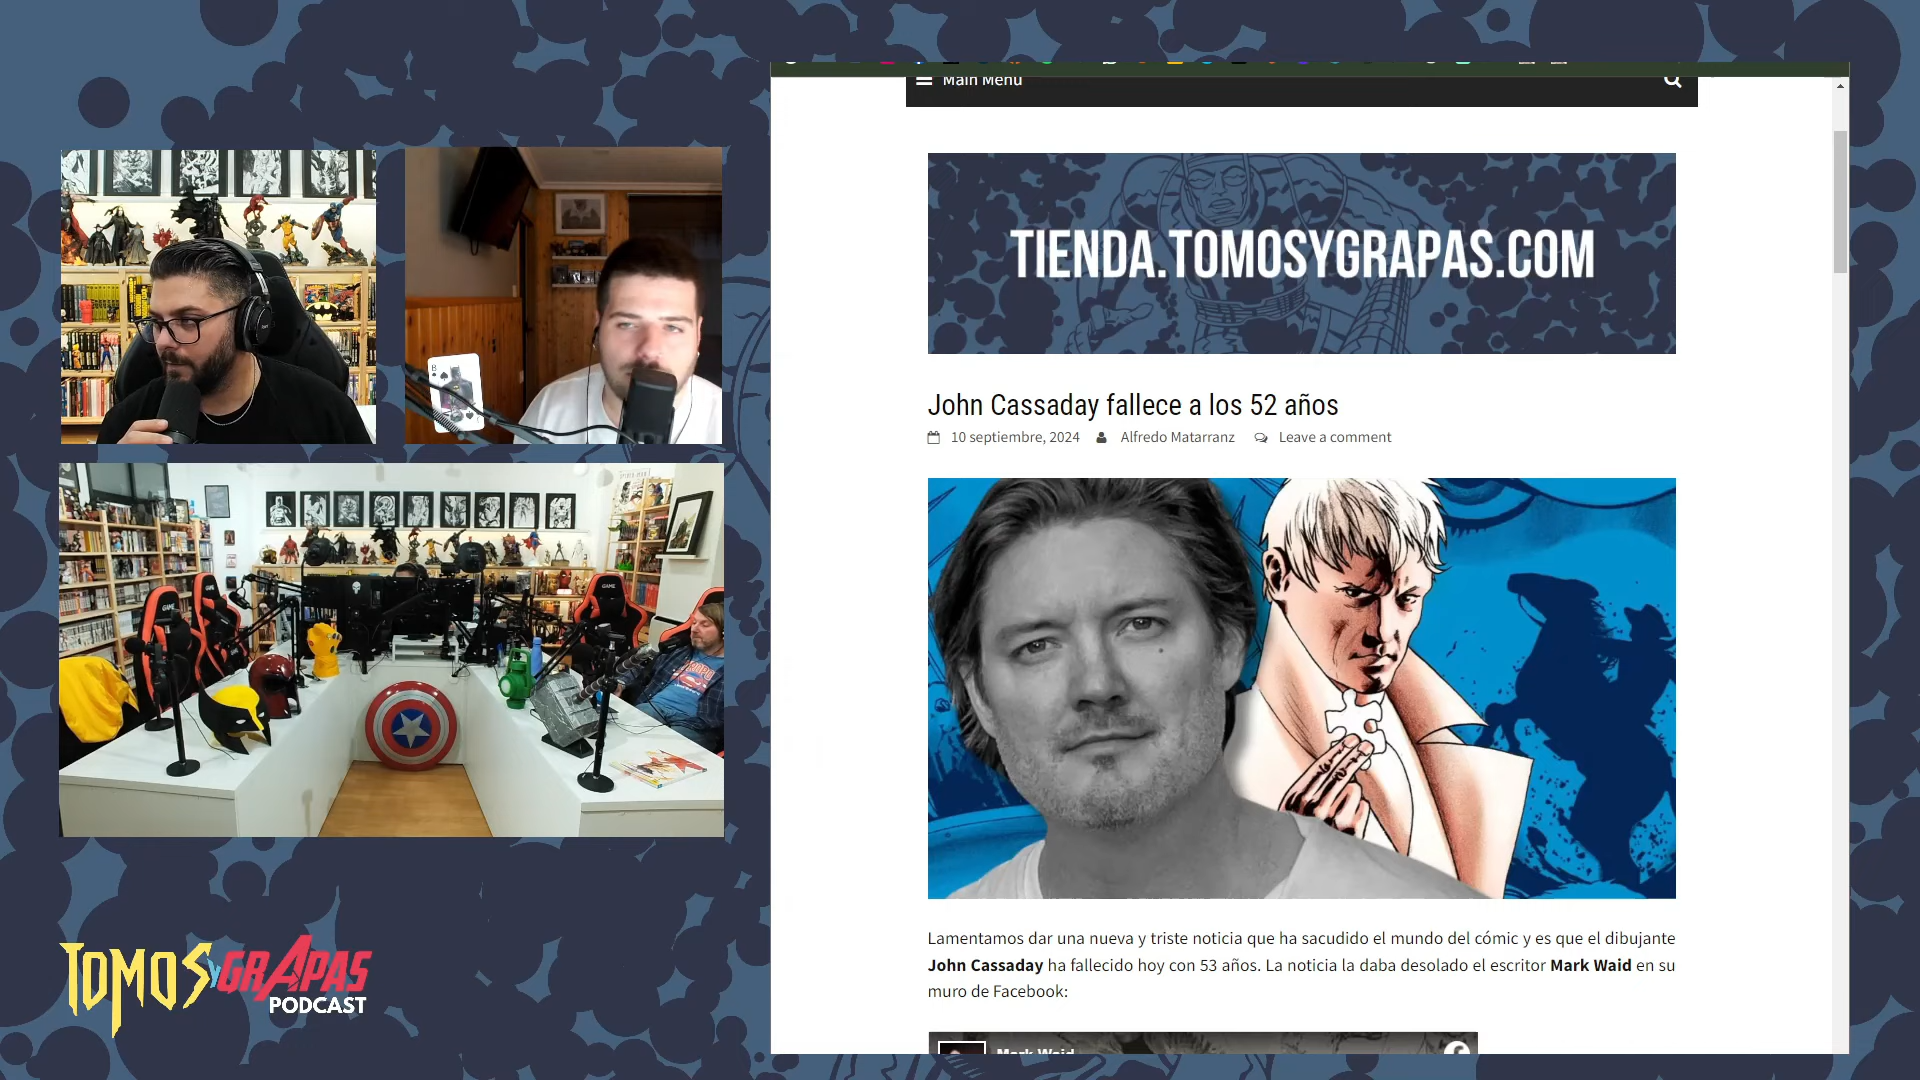 Main Menu
TIENDA.TOMOSYGRAPAS.COM
John Cassaday fallece a los 52 años
10 septiembre, 2024 Alfredo Matarranz Leave a comment
Lamentamos dar una nueva y triste noticia que ha sacudido el mundo del cómic y es que el dibujante
John Cassaday ha fallecido hoy con 53 años. La noticia la daba desolado el escritor Mark Waid en su
muro de Facebook:
Mark Waid
TOMOS Y GRAPAS
PODCAST